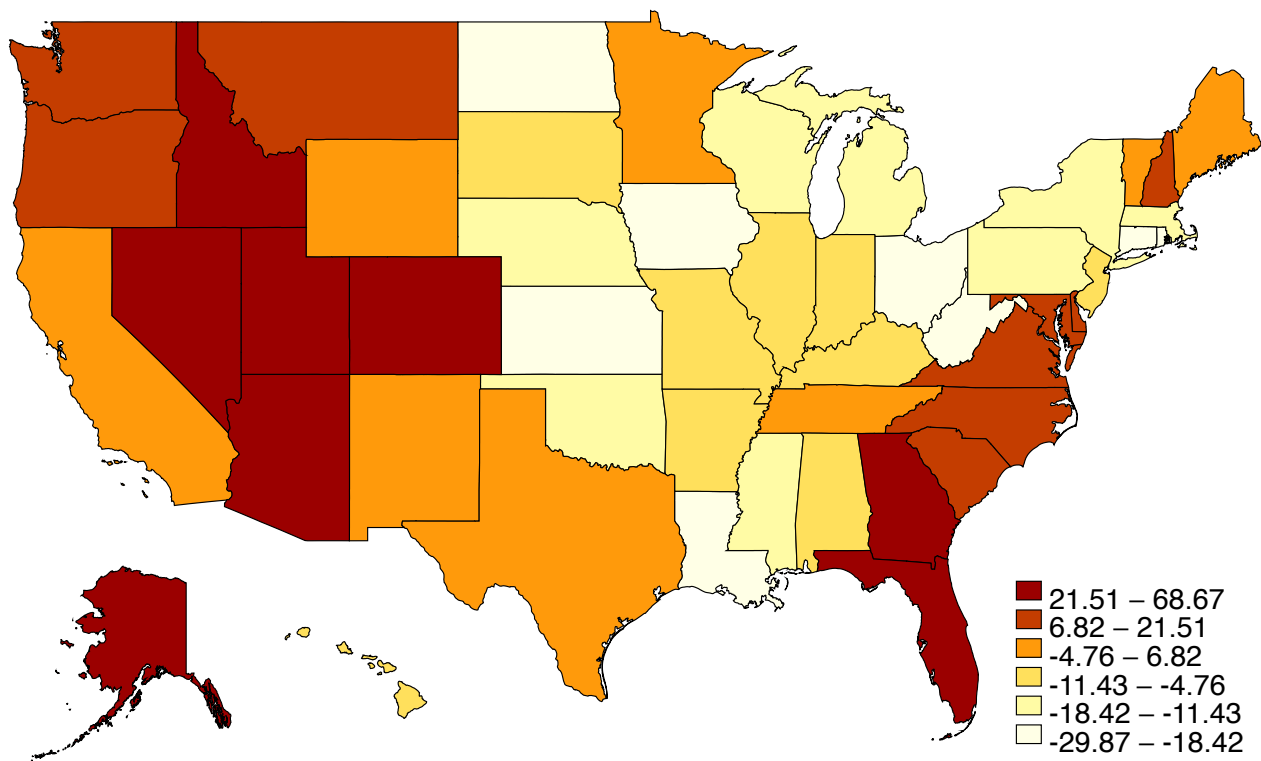 21.51 – 68.67
6.82 – 21.51
-4.76 – 6.82
-11.43 – -4.76
-18.42 – -11.43
-29.87 – -18.42